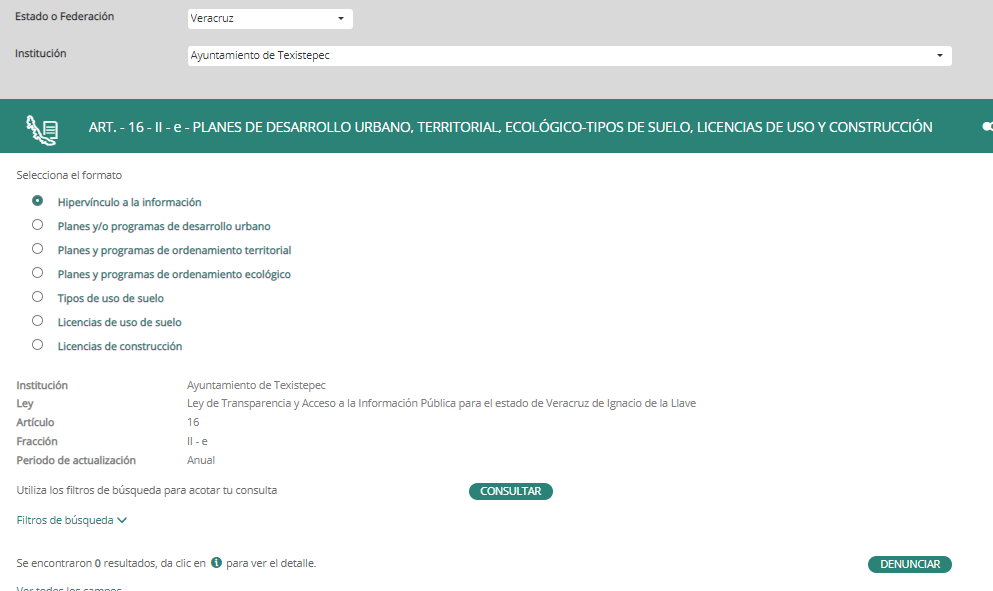 Estado o Federación Veracruz
Institución Ayuntamiento de Texistepec
ART. - 16 - II - e - PLANES DE DESARROLLO URBANO, TERRITORIAL, ECOLÓGICO-TIPOS DE SUELO, LICENCIAS DE USO Y CONSTRUCCIÓN
Selecciona el formato
Hipervínculo a la información
Planes y/o programas de desarrollo urbano
Planes y programas de ordenamiento territorial
Planes y programas de ordenamiento ecológico
Tipos de uso de suelo
Licencias de uso de suelo
Licencias de construcción
Institución Ayuntamiento de Texistepec
Ley Ley de Transparencia y Acceso a la Información Pública para el estado de Veracruz de Ignacio de la Llave
Artículo 16
Fracción II - e
Periodo de actualización Anual
Utiliza los filtros de búsqueda para acotar tu consulta CONSULTAR
Filtros de búsqueda
Se encontraron 0 resultados, da clic en i para ver el detalle. DENUNCIAR
Ver todos los campos